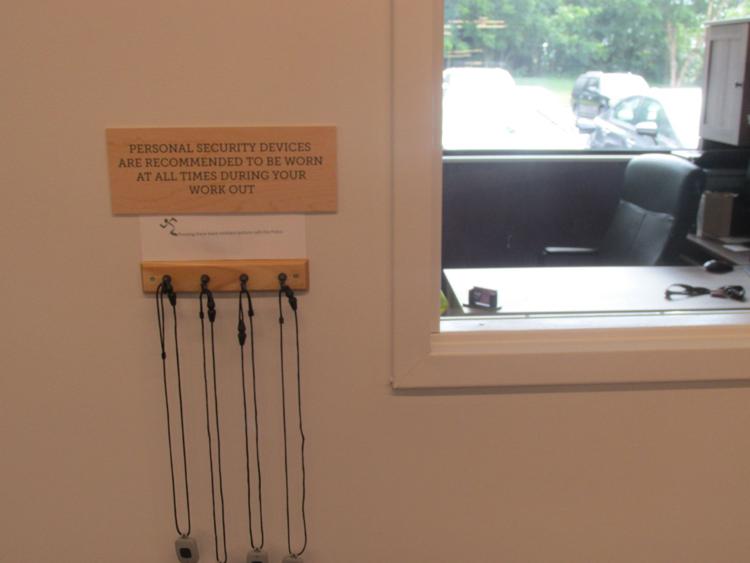 PERSONAL SECURITY DEVICES
ARE RECOMMENDED TO BE WORN
AT ALL TIMES DURING YOUR
WORK OUT